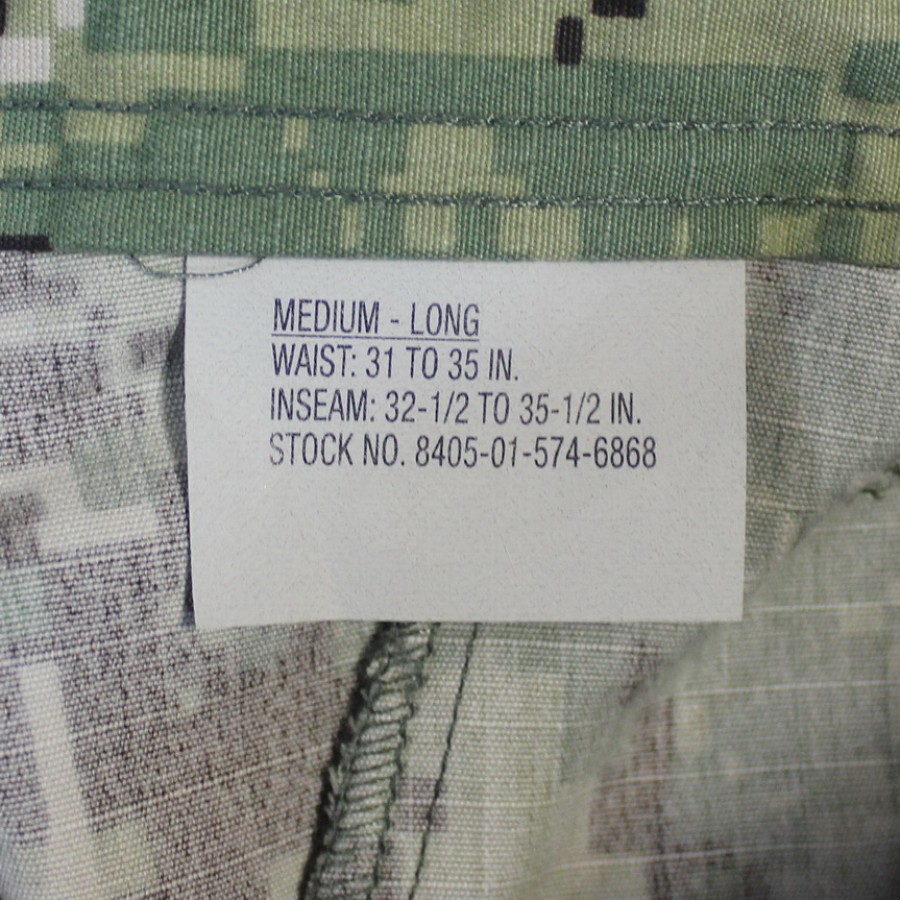 MEDIUM - LONG
WAIST: 31 TO 35 IN.
INSEAM: 32-1/2 TO 35-1/2 IN.
STOCK NO. 8405-01-574-6868